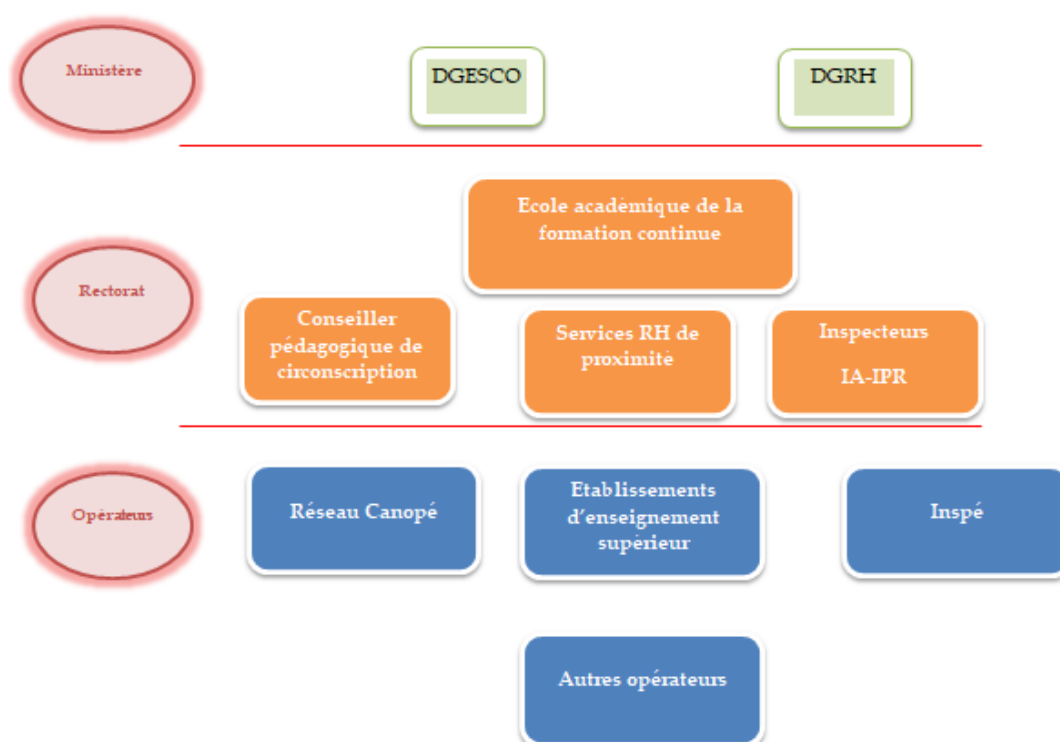 Ministère
DGESCO
DGRH
Ecole académique de la
formation continue
Rectorat
Conseiller
pédagogique de
circonscription
Services RH de
proximité
Inspecteurs
IA-IPR
Opérateurs
Réseau Canopé
Etablissements
d'enseignement
supérieur
Inspé
Autres opérateurs